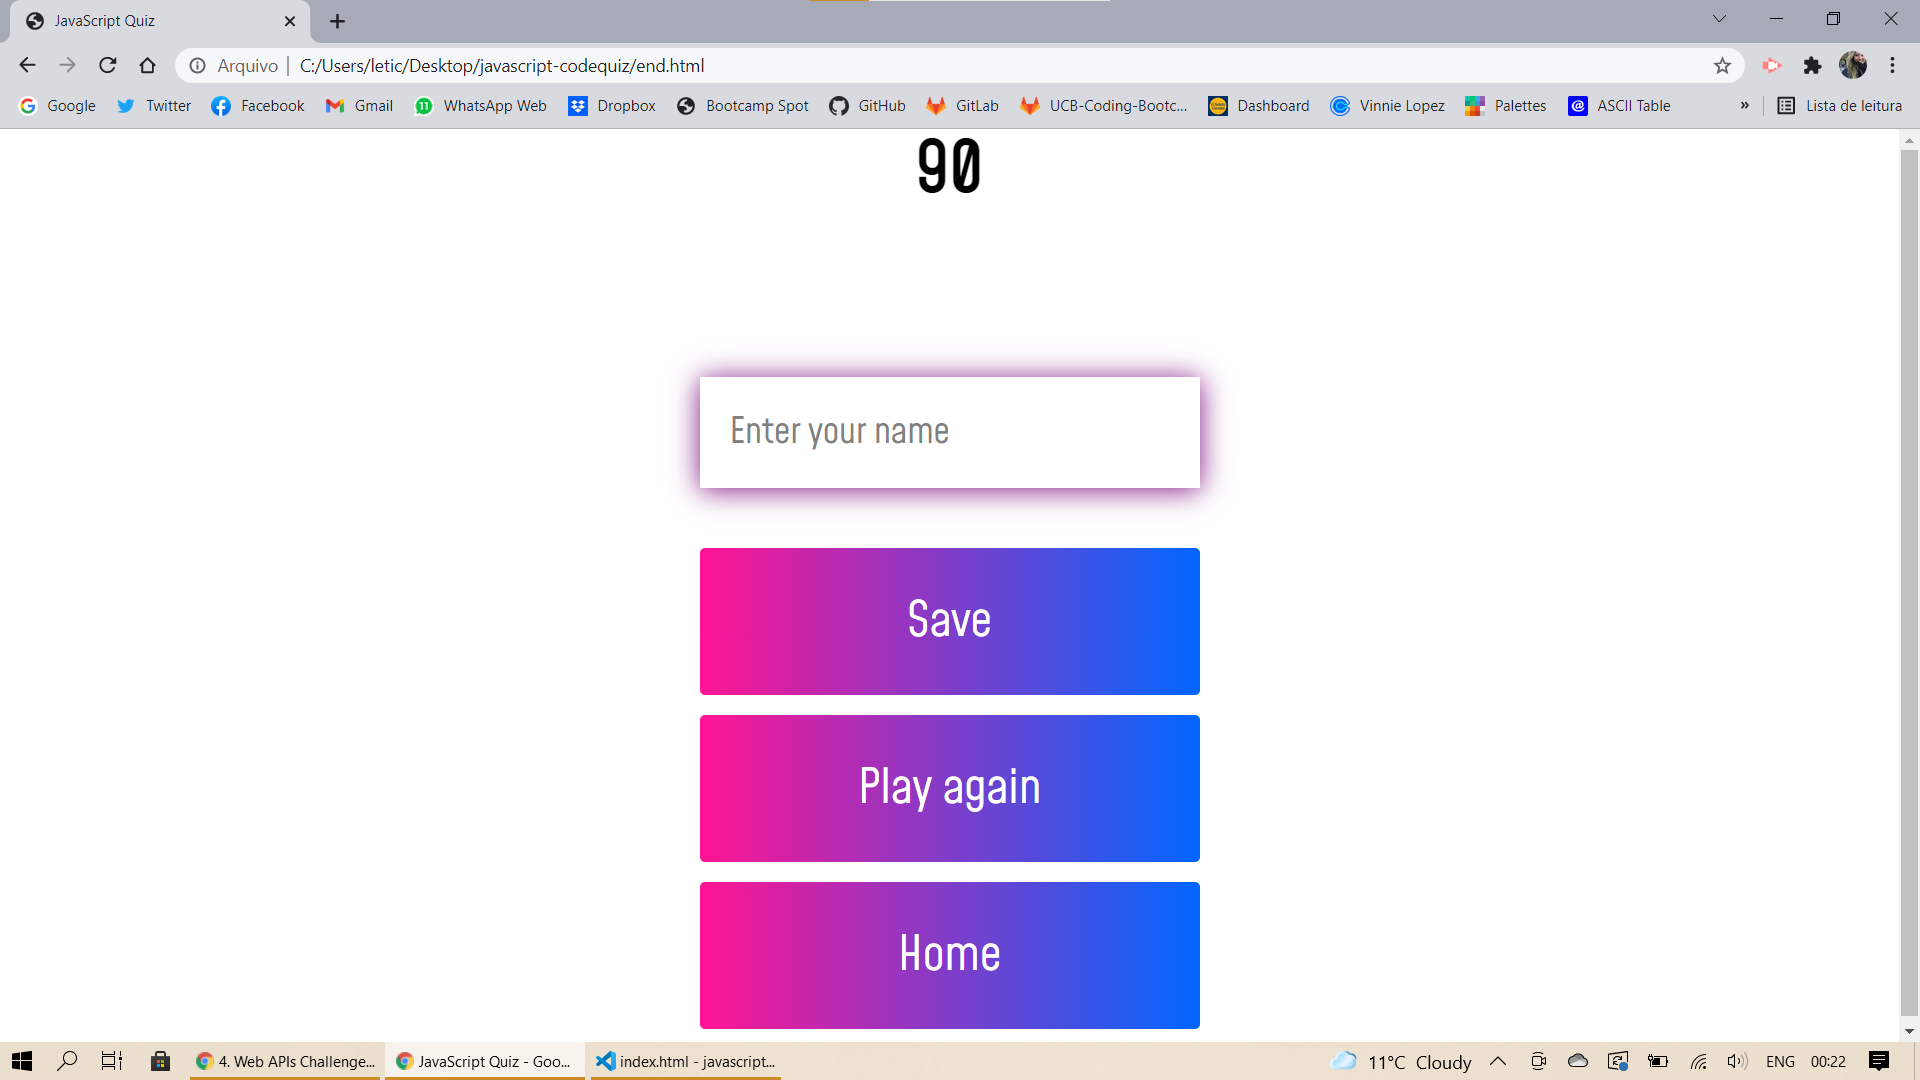 JavaScript Quiz
Arquivo | C:/Users/letic/Desktop/javascript-codequiz/end.html
Google Twitter Facebook Gmail 11 WhatsApp Web Dropbox Bootcamp Spot GitHub GitLab UCB-Coding-Bootc... Dashboard Vinnie Lopez Palettes @ ASCII Table » Lista de leitura
90
Enter your name
Save
Play again
Home
4. Web APIs Challenge... JavaScript Quiz - Goo... index.html - javascript... 11°C Cloudy ENG 00:22